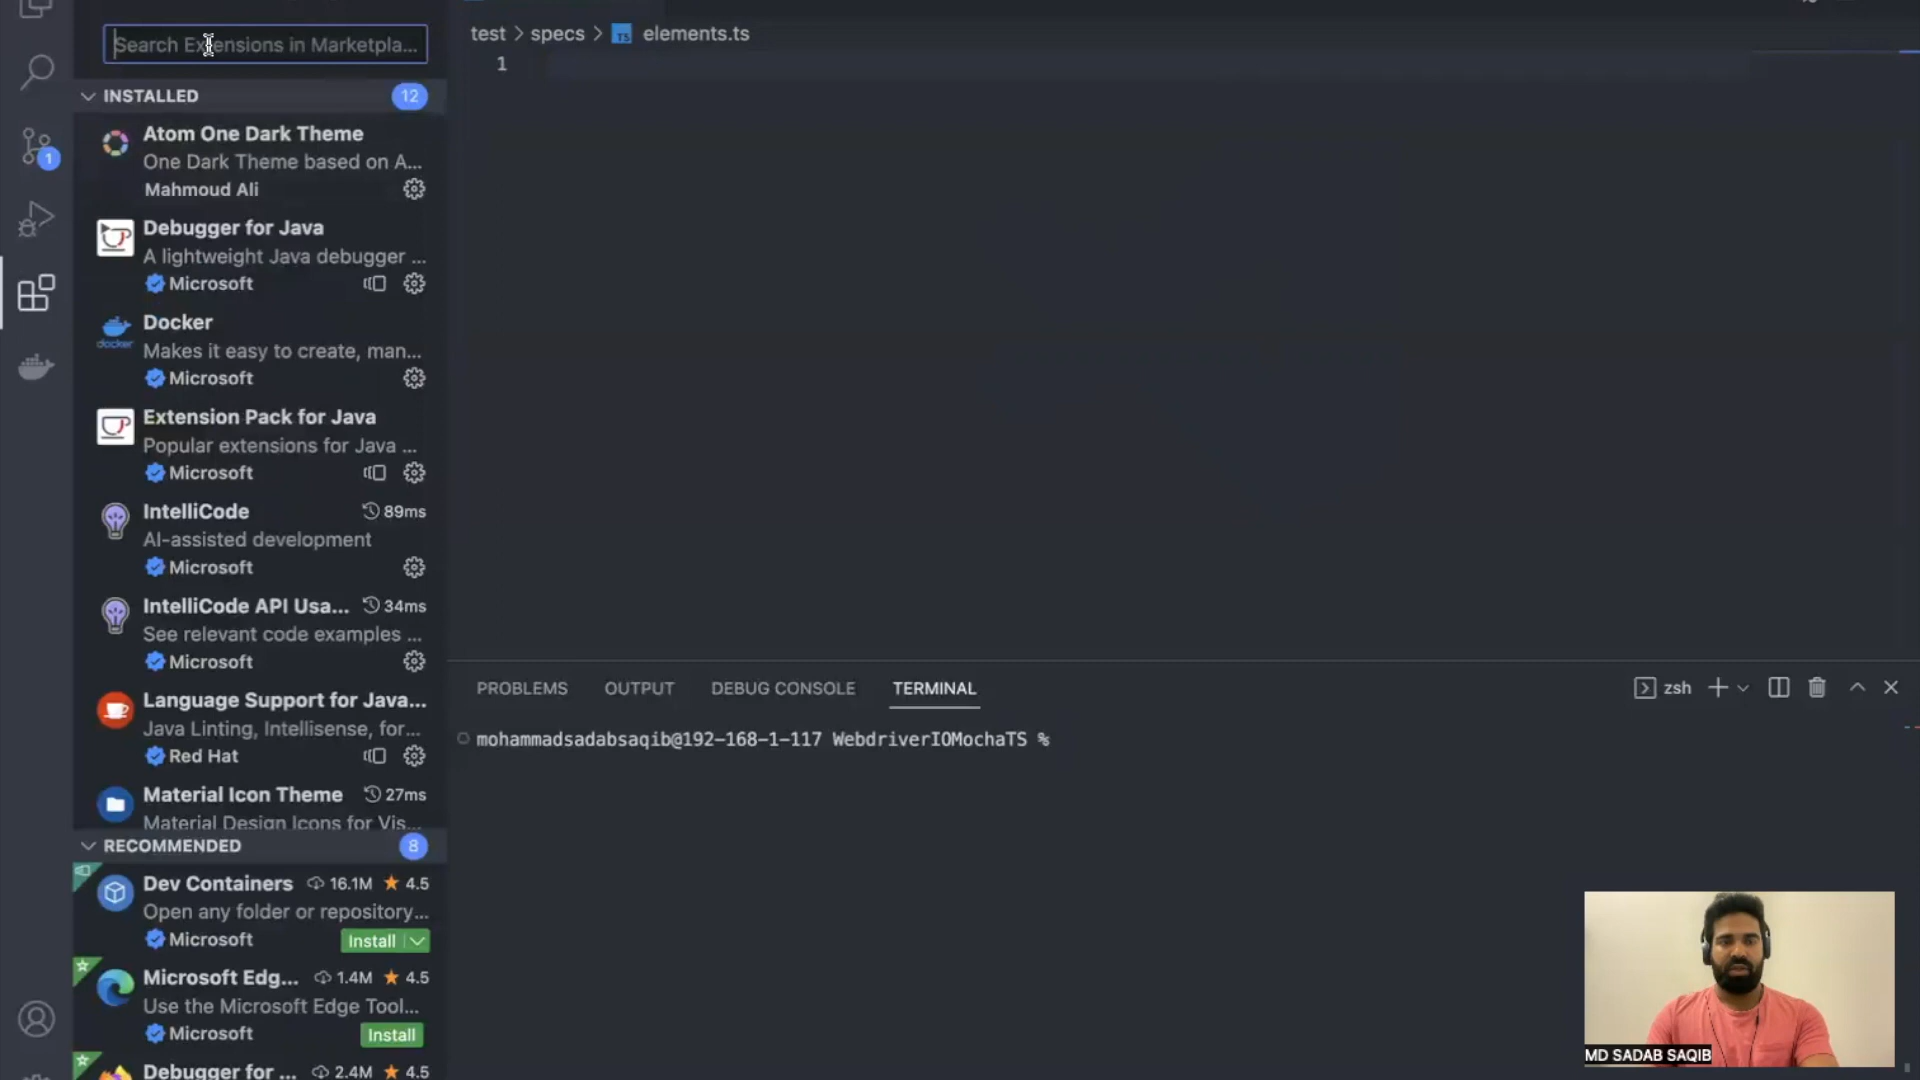 Search Extensions in Marketpla...
INSTALLED
12
Atom One Dark Theme
One Dark Theme based on A...
Mahmoud Ali
Debugger for Java
A lightweight Java debugger ...
Microsoft
Docker
Makes it easy to create, man...
Microsoft
Extension Pack for Java
Popular extensions for Java ...
Microsoft
IntelliCode
89ms
AI-assisted development
Microsoft
IntelliCode API Usa...
34ms
See relevant code examples ...
Microsoft
Language Support for Java...
Java Linting, Intellisense, for...
Red Hat
Material Icon Theme
27ms
Material Design Icons for Vis...
RECOMMENDED
8
Dev Containers
16.1M
4.5
Open any folder or repository...
Microsoft
Install
Microsoft Edg...
1.4M
4.5
Use the Microsoft Edge Tool...
Microsoft
Install
Debugger for ...
2.4M
4.5
1
docker
test > specs > TS elements.ts
1
PROBLEMS
OUTPUT
DEBUG CONSOLE
TERMINAL
zsh
mohammadsadabsaqib@192-168-1-117 WebdriverIOMochaTS %
MD SADAB SAQIB